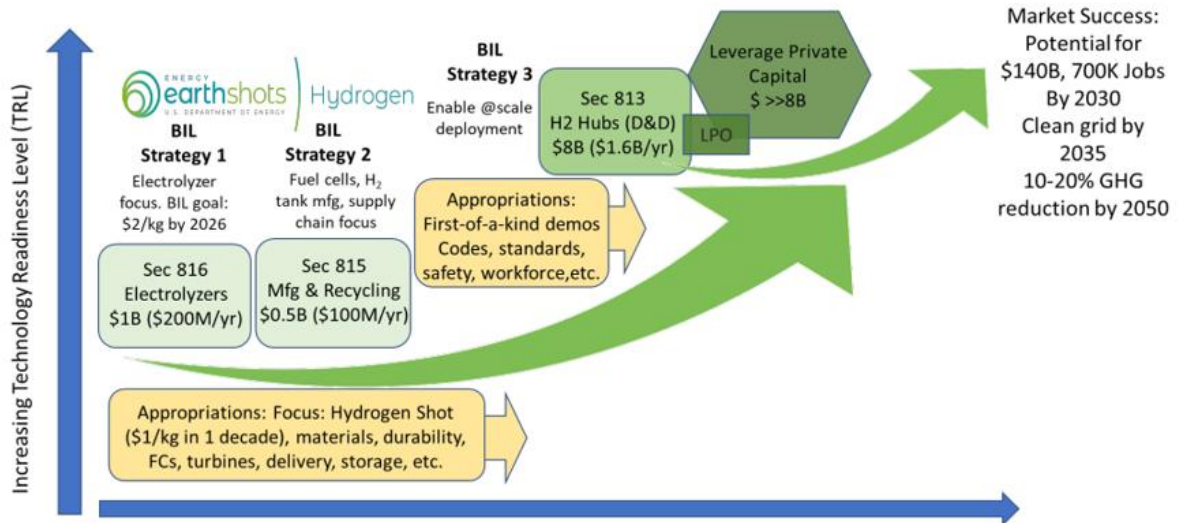 Increasing Technology Readiness Level (TRL)
ENERGY
earthshots
U.S. DEPARTMENT OF ENERGY
Hydrogen
BIL
Strategy 1
Electrolyzer
focus. BIL goal:
$2/kg by 2026
Sec 816
Electrolyzers
$1B ($200M/yr)
BIL
Strategy 2
Fuel cells, H₂
tank mfg, supply
chain focus
Sec 815
Mfg & Recycling
$0.5B ($100M/yr)
BIL
Strategy 3
Enable @scale
deployment
Sec 813
H2 Hubs (D&D)
$8B ($1.6B/yr)
LPO
Leverage Private
Capital
$ >>8B
Appropriations:
First-of-a-kind demos
Codes, standards,
safety, workforce,etc.
Appropriations: Focus: Hydrogen Shot
($1/kg in 1 decade), materials, durability,
FCs, turbines, delivery, storage, etc.
Market Success:
Potential for
$140B, 700K Jobs
By 2030
Clean grid by
2035
10-20% GHG
reduction by 2050